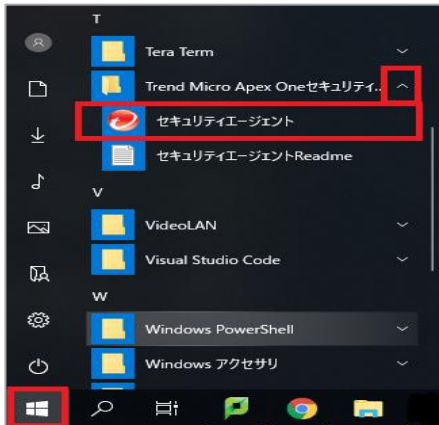 T
Tera Term
Trend Micro Apex Oneセキュリティ..
セキュリティエージェント
セキュリティエージェントReadme
V
VideoLAN
Visual Studio Code
W
Windows PowerShell
Windows アクセサリ